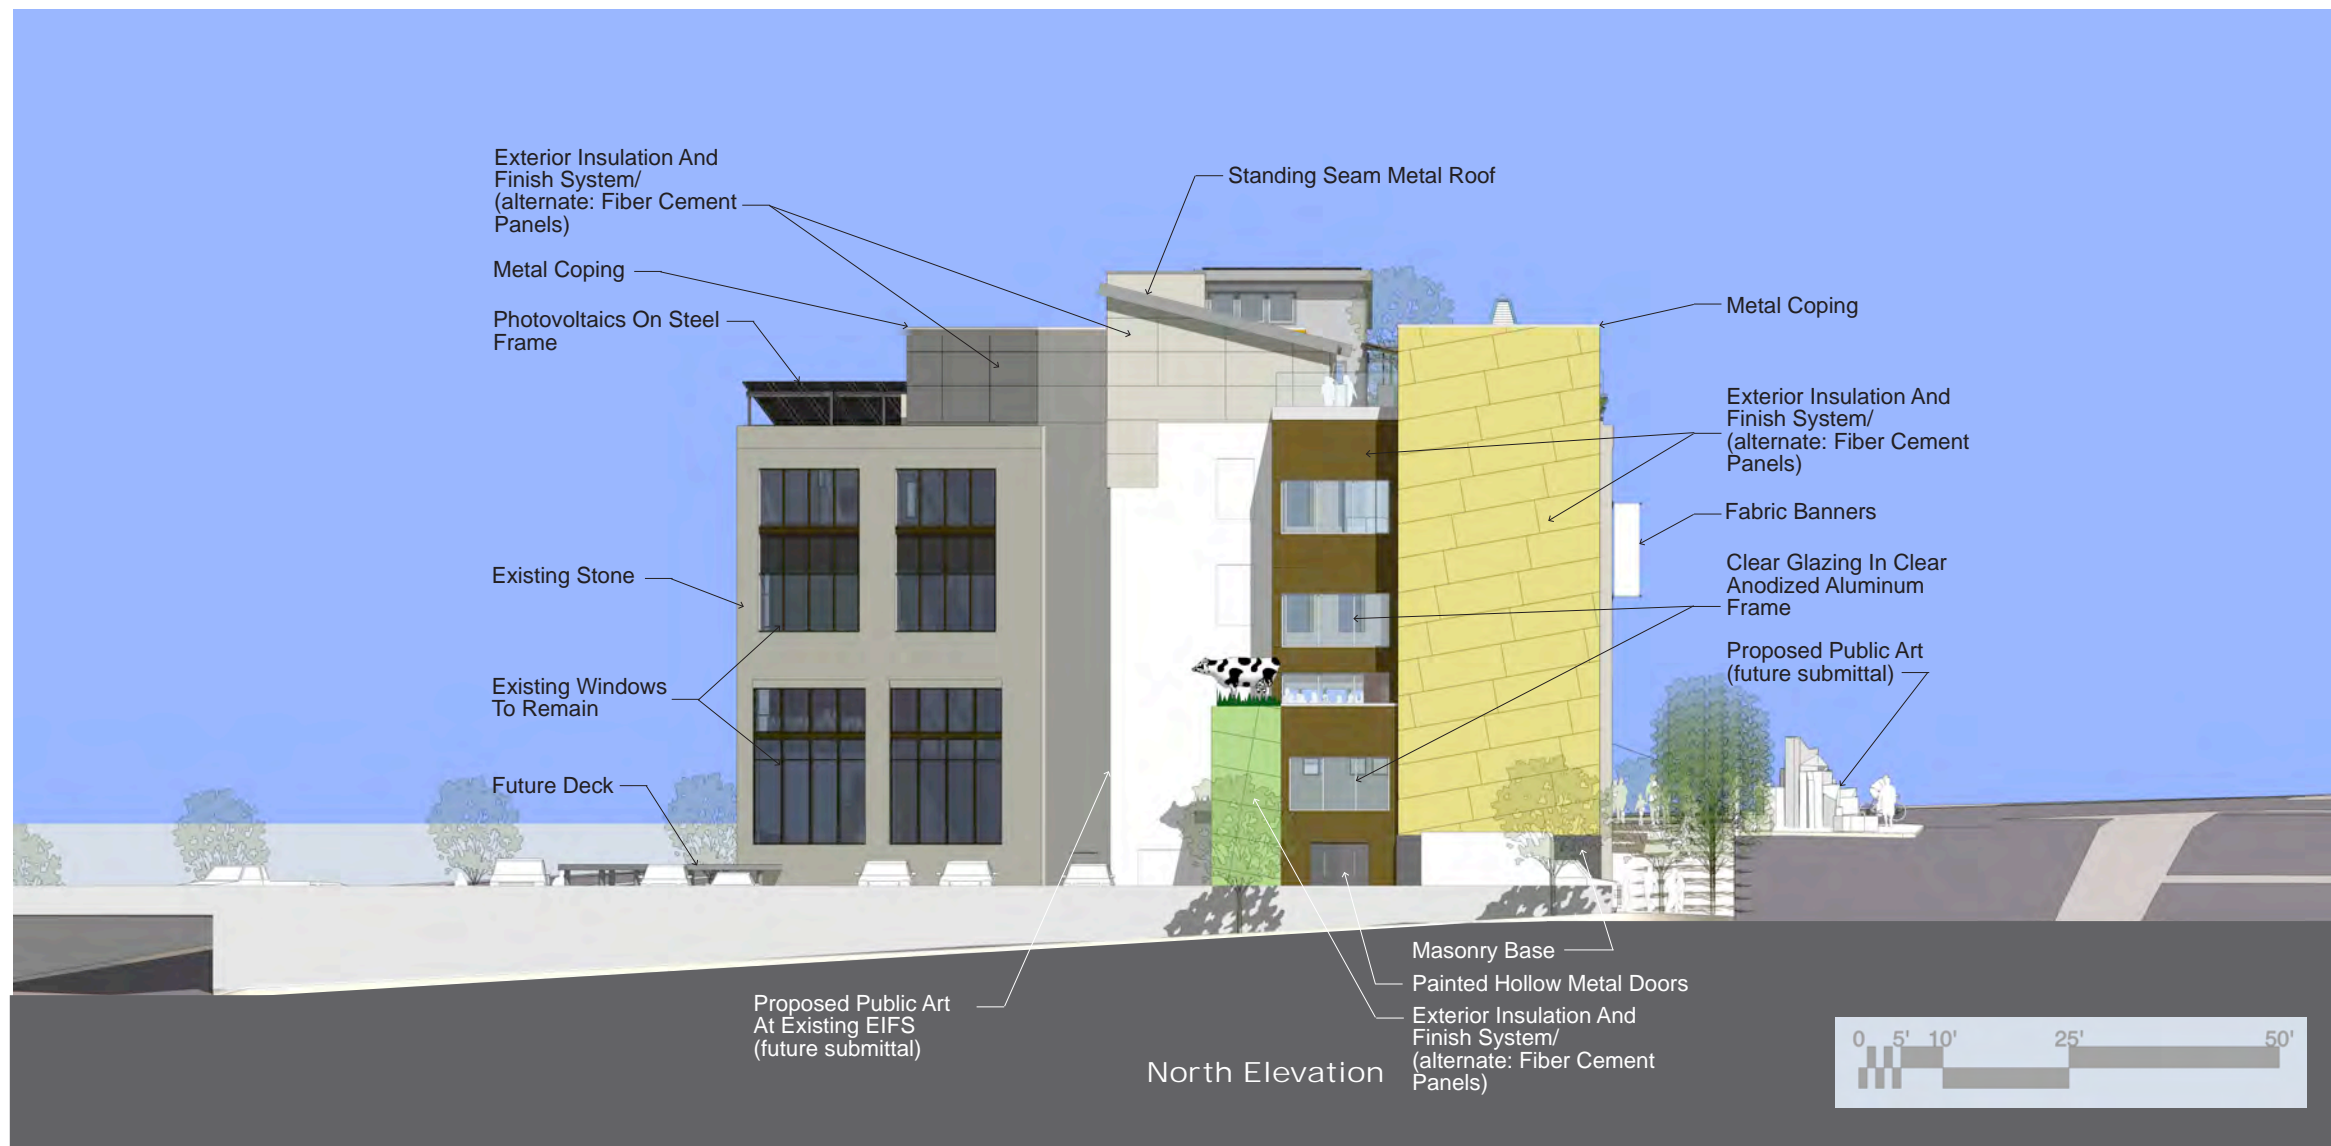 Exterior Insulation And
Finish System/
(alternate: Fiber Cement
Panels)
Metal Coping
Photovoltaics On Steel
Frame
Existing Stone
Existing Windows
To Remain
Future Deck
Standing Seam Metal Roof
Metal Coping
Exterior Insulation And
Finish System/
(alternate: Fiber Cement
Panels)
Fabric Banners
Clear Glazing In Clear
Anodized Aluminum
Frame
Proposed Public Art
(future submittal)
Proposed Public Art
At Existing EIFS
(future submittal)
Masonry Base
Painted Hollow Metal Doors
Exterior Insulation And
Finish System/
(alternate: Fiber Cement
Panels)
North Elevation
0 5' 10' 25' 50'